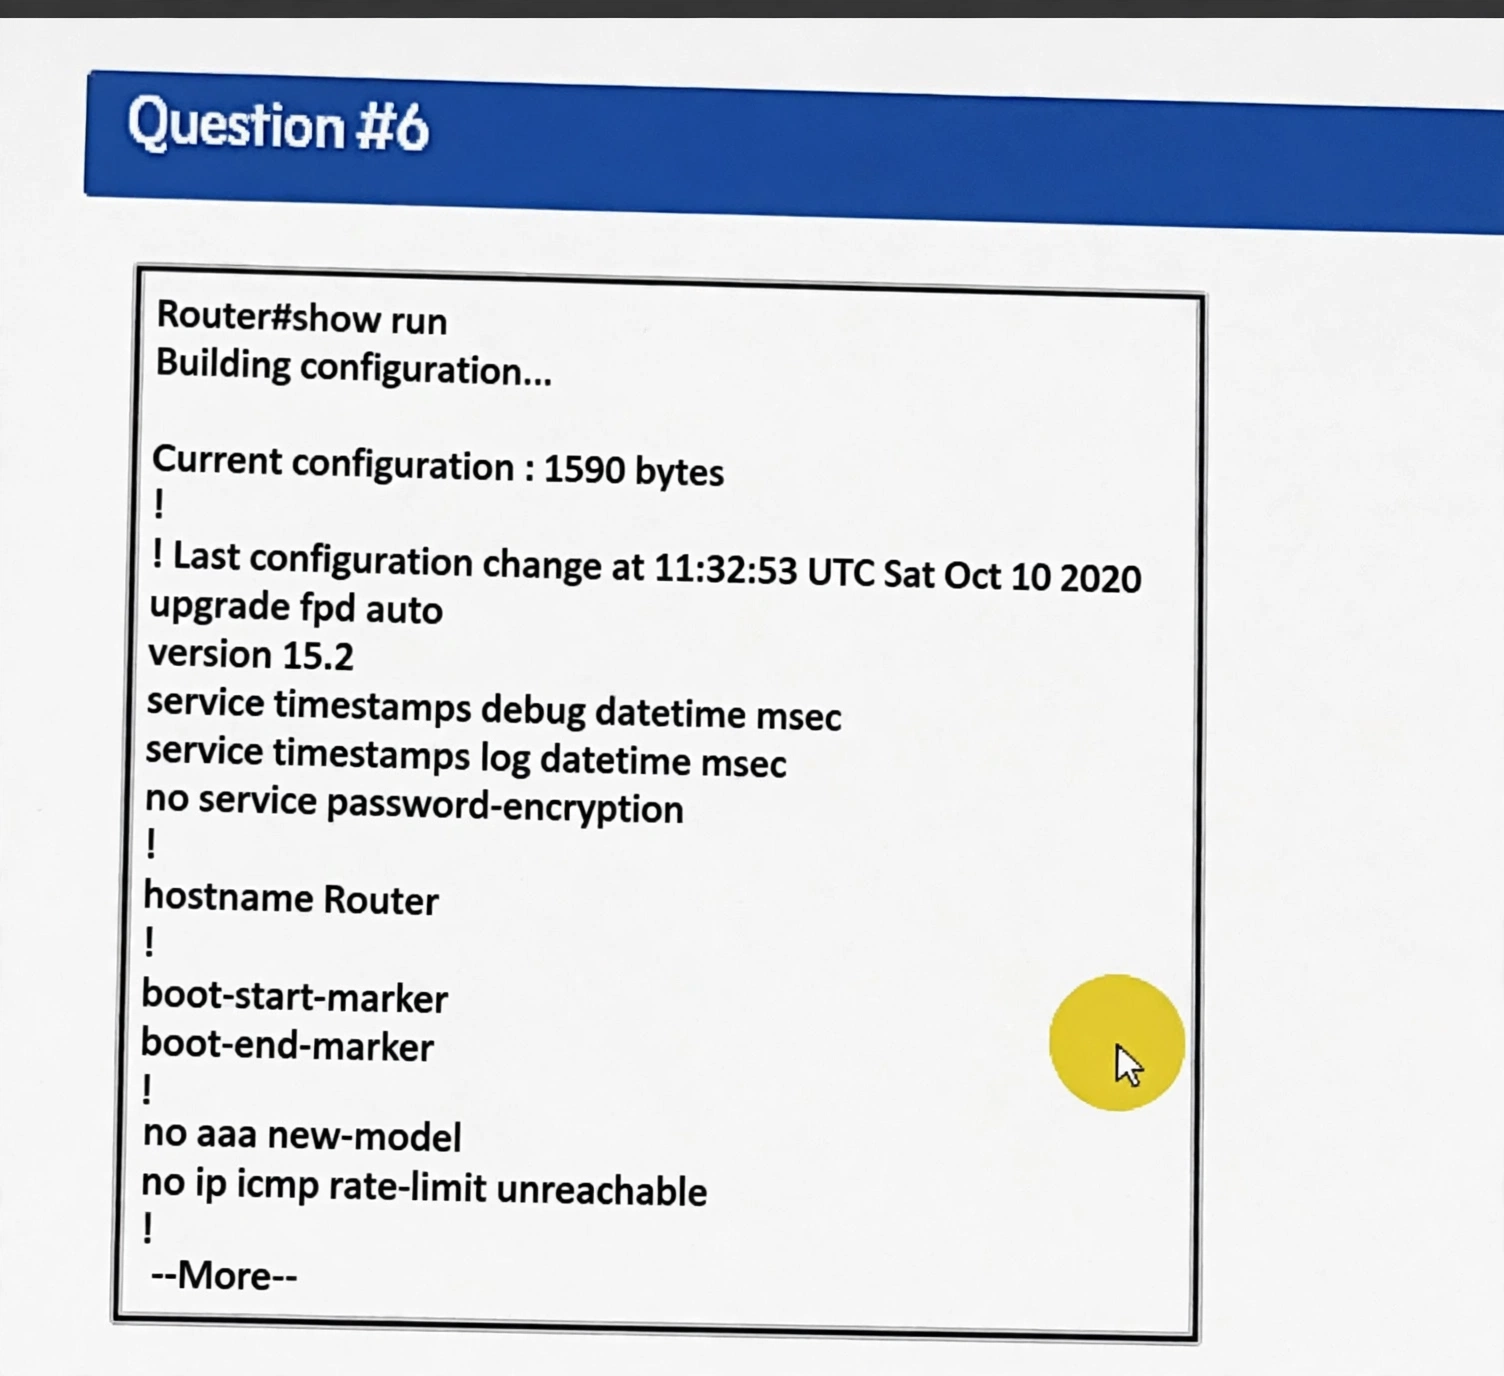 Question #6
Router#show run
Building configuration...
Current configuration : 1590 bytes
!
! Last configuration change at 11:32:53 UTC Sat Oct 10 2020
upgrade fpd auto
version 15.2
service timestamps debug datetime msec
service timestamps log datetime msec
no service password-encryption
!
hostname Router
!
boot-start-marker
boot-end-marker
!
no aaa new-model
no ip icmp rate-limit unreachable
!
--More--